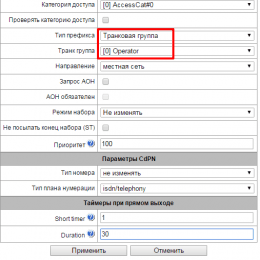 Категория доступа [0] AccessCat#0
Проверять категорию доступа
Тип префикса Транковая группа
Транк группа [0] Operator
Направление местная сеть
Запрос АОН
АОН обязателен
Режим набора Не изменять
Не посылать конец набора (ST)
Приоритет 100
Параметры CdPN
Тип номера не изменять
Тип плана нумерации isdn/telephony
Таймеры при прямом выходе
Short timer 1
Duration 30
Применить Отменить